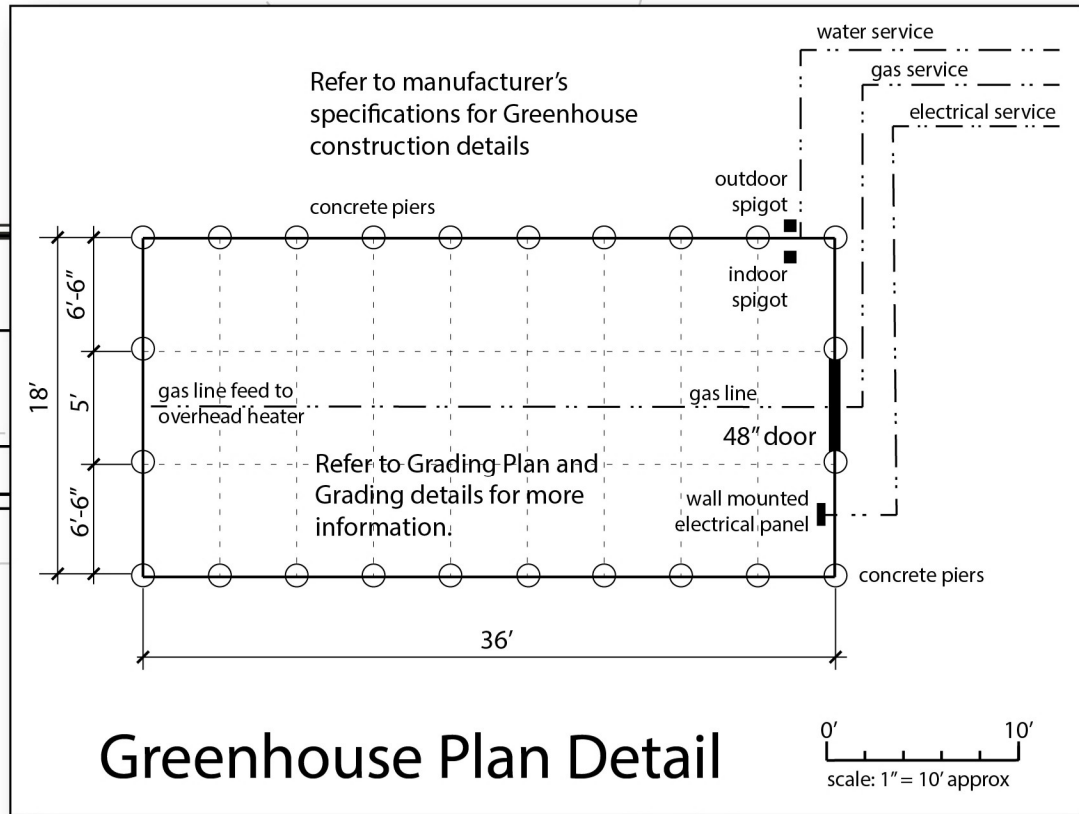 water service
gas service
electrical service
Refer to manufacturer’s
specifications for Greenhouse
construction details
outdoor
spigot
concrete piers
indoor
spigot
6’-6”
18’
5’
6’-6”
gas line feed to
overhead heater
gas line
48” door
Refer to Grading Plan and
Grading details for more
information.
wall mounted
electrical panel
concrete piers
36’
Greenhouse Plan Detail
0’ 10’
scale: 1” = 10’ approx